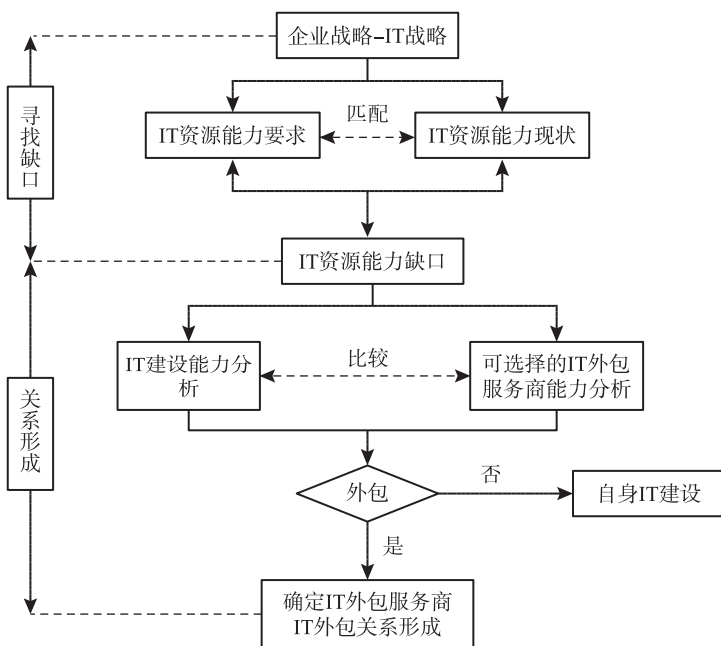 企业战略–IT战略
寻找缺口
匹配
IT资源能力要求
IT资源能力现状
IT资源能力缺口
IT建设能力分
析
比较
可选择的IT外包
服务商能力分析
关系形成
外包
否
自身IT建设
是
确定IT外包服务商
IT外包关系形成